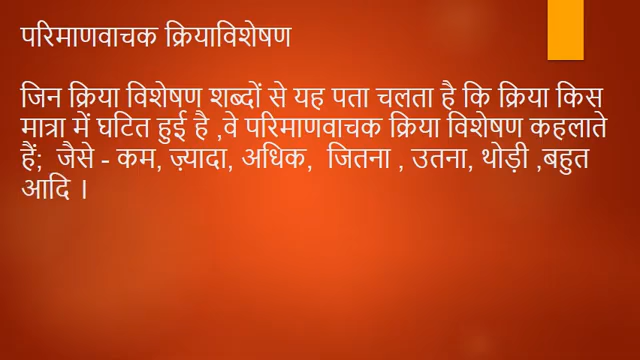 परिमाणवाचक क्रियाविशेषण
जिन क्रिया विशेषण शब्दों से यह पता चलता है कि क्रिया किस
मात्रा में घटित हुई है ,वे परिमाणवाचक क्रिया विशेषण कहलाते
हैं;  जैसे - कम, ज़्यादा, अधिक,  जितना , उतना, थोड़ी ,बहुत
आदि ।